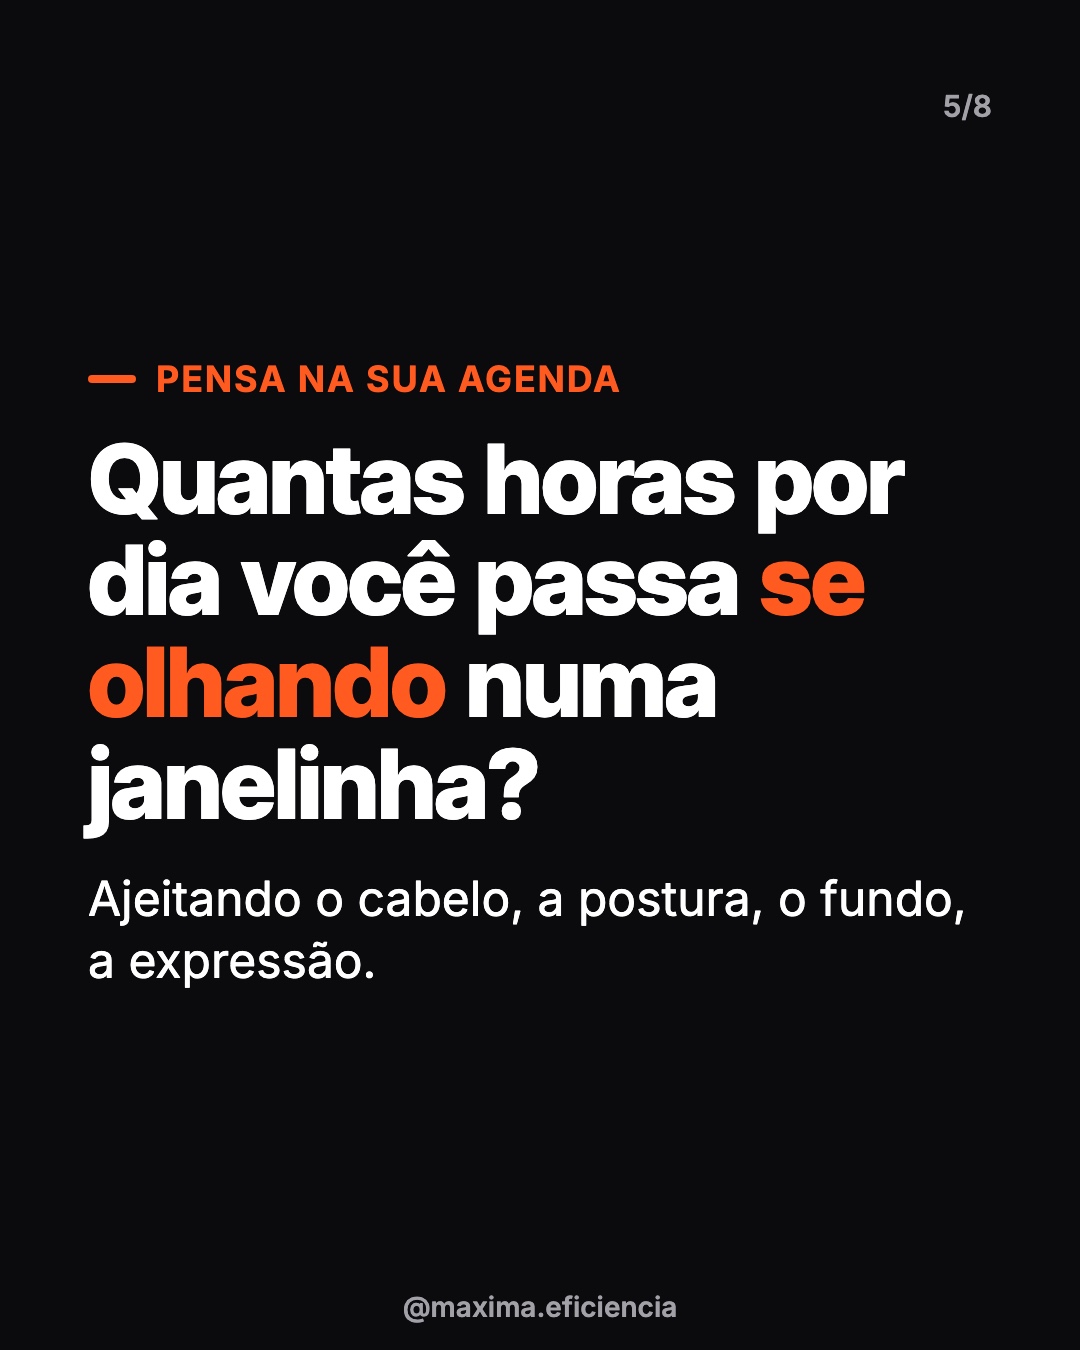 5/8
PENSA NA SUA AGENDA
Quantas horas por
dia você passa se
olhando numa
janelinha?
Ajeitando o cabelo, a postura, o fundo,
a expressão.
@maxima.eficiencia